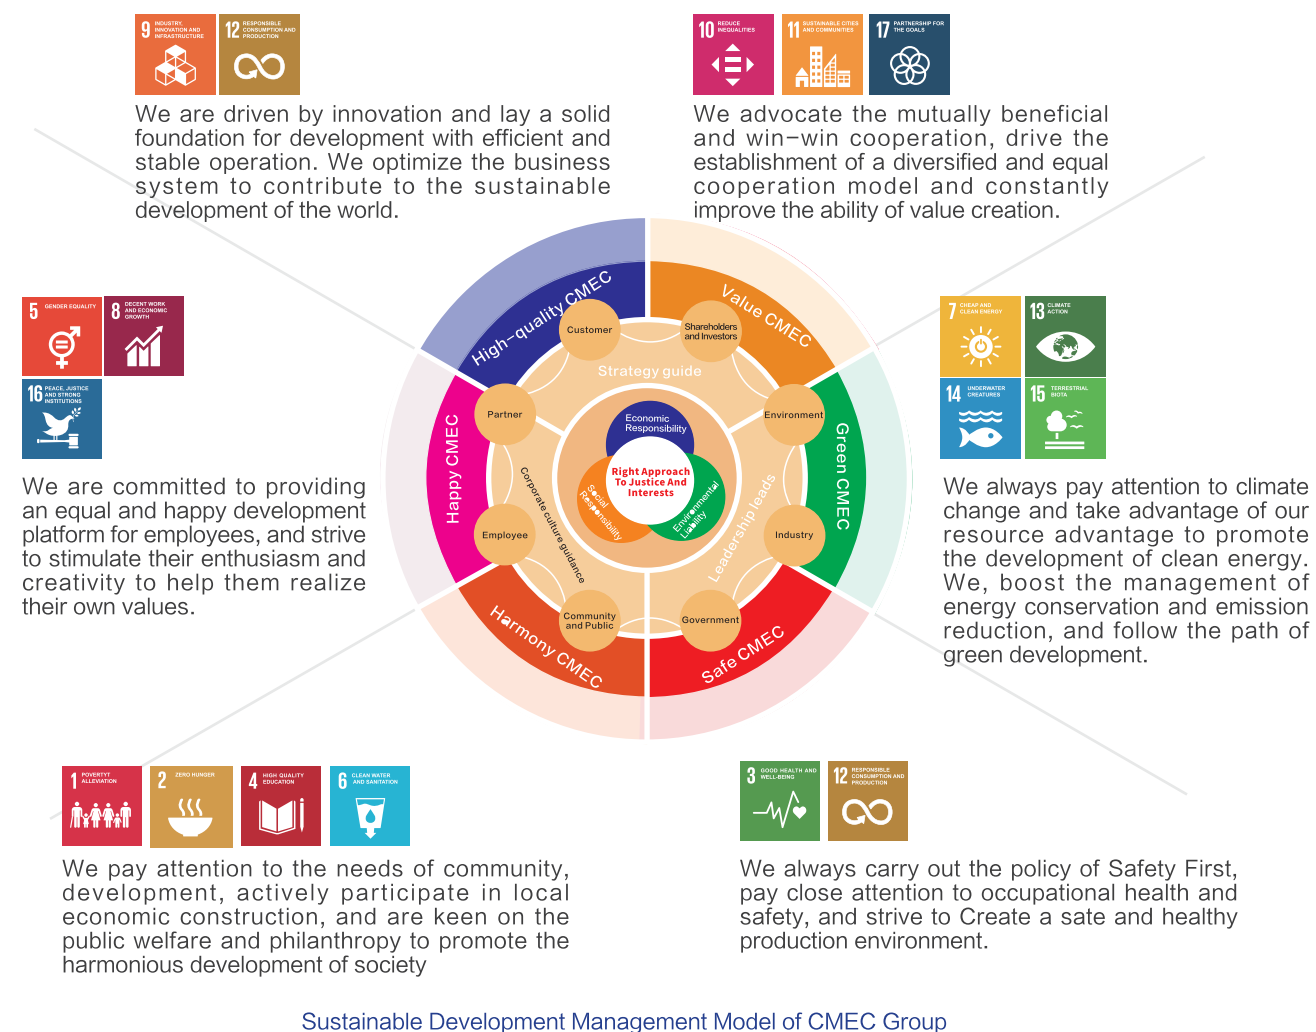 9
INDUSTRY,
INNOVATION AND
INFRASTRUCTURE
12
RESPONSIBLE
CONSUMPTION AND
PRODUCTION
We are driven by innovation and lay a solid
foundation for development with efficient and
stable operation. We optimize the business
system to contribute to the sustainable
development of the world.
10
REDUCE
INEQUALITIES
11
SUSTAINABLE CITIES
AND COMMUNITIES
17
PARTNERSHIP FOR
THE GOALS
We advocate the mutually beneficial
and win-win cooperation, drive the
establishment of a diversified and equal
cooperation model and constantly
improve the ability of value creation.
5
GENDER EQUALITY
8
DECENT WORK
AND ECONOMIC
GROWTH
16
PEACE, JUSTICE
AND STRONG
INSTITUTIONS
We are committed to providing
an equal and happy development
platform for employees, and strive
to stimulate their enthusiasm and
creativity to help them realize
their own values.
High-quality CMEC
Value CMEC
Happy CMEC
Green CMEC
Harmony CMEC
Safe CMEC
Customer
Shareholders
and Investors
Partner
Environment
Employee
Industry
Community
and Public
Government
Strategy guide
Corporate culture guidance
Leadership leads
Economic
Responsibility
Right Approach
To Justice And
Interests
Social
Responsibility
Environmental
Liability
7
CHEAP AND
CLEAN ENERGY
13
CLIMATE
ACTION
14
UNDERWATER
CREATURES
15
TERRESTRIAL
BIOTA
We always pay attention to climate
change and take advantage of our
resource advantage to promote
the development of clean energy.
We, boost the management of
energy conservation and emission
reduction, and follow the path of
green development.
1
POVERTYT
ALLEVIATION
2
ZERO HUNGER
4
HIGH QUALITY
EDUCATION
6
CLEAN WATER
AND SANITATION
We pay attention to the needs of community,
development, actively participate in local
economic construction, and are keen on the
public welfare and philanthropy to promote the
harmonious development of society
3
GOOD HEALTH AND
WELL-BEING
12
RESPONSIBLE
CONSUMPTION AND
PRODUCTION
We always carry out the policy of Safety First,
pay close attention to occupational health and
safety, and strive to Create a sate and healthy
production environment.
Sustainable Development Management Model of CMEC Group